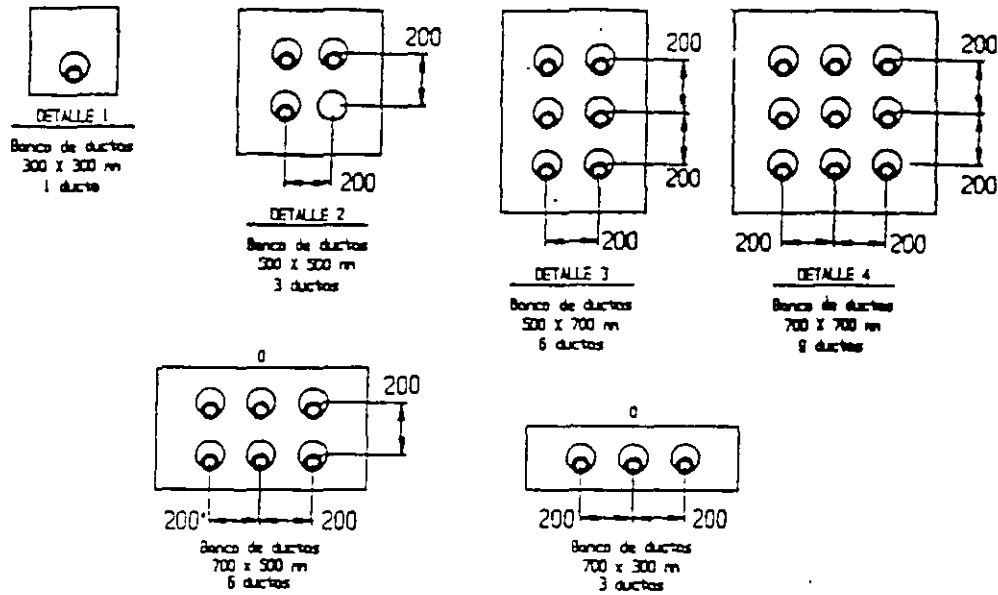 DETALLE 1
Banco de ductos
300 X 300 mm
1 ducto
200
200
DETALLE 2
Banco de ductos
500 X 500 mm
3 ductos
200
200
200
DETALLE 3
Banco de ductos
500 X 700 mm
6 ductos
200
200
200
200
DETALLE 4
Banco de ductos
700 X 700 mm
9 ductos
O
200
200
200
Banco de ductos
700 X 500 mm
6 ductos
O
200
200
Banco de ductos
700 X 300 mm
3 ductos